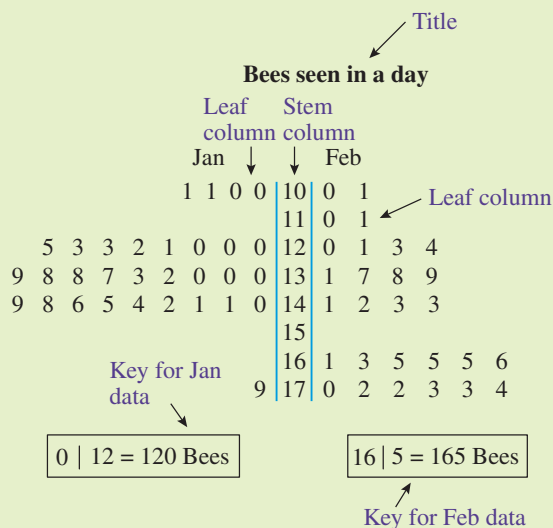 Title
Bees seen in a day
Leaf column Stem column
Jan Feb
1 1 0 0 | 10 | 0 1
11 | 0 1
Leaf column
5 3 3 2 1 0 0 0 | 12 | 0 1 3 4
9 8 8 7 3 2 0 0 0 | 13 | 1 7 8 9
9 8 6 5 4 2 1 1 0 | 14 | 1 2 3 3
15
16 | 1 3 5 5 5 6
9 | 17 | 0 2 2 3 3 4
Key for Jan data
0 | 12 = 120 Bees
16 | 5 = 165 Bees
Key for Feb data